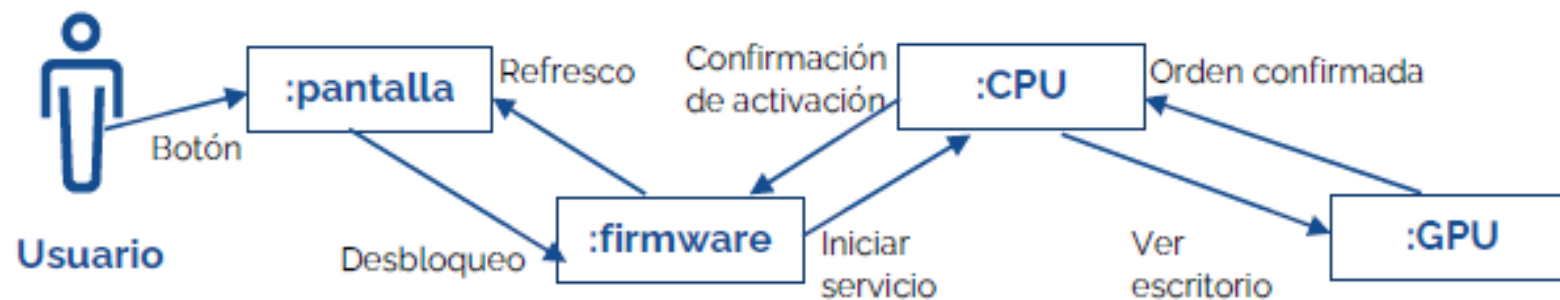 :pantalla
Refresco
Confirmación
de activación
:CPU
Orden confirmada
Botón
Usuario
Desbloqueo
:firmware
Iniciar
servicio
Ver
escritorio
:GPU